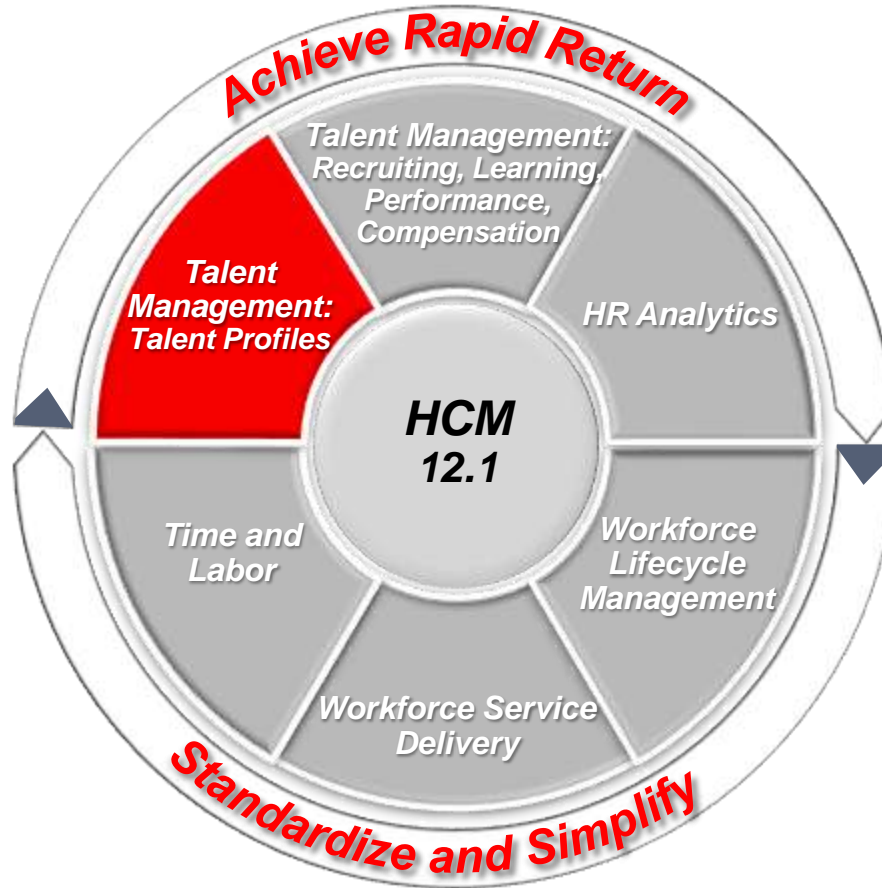 Achieve Rapid Return
Talent Management:
Recruiting, Learning,
Performance,
Compensation
Talent
Management:
Talent Profiles
HR Analytics
HCM
12.1
Time and
Labor
Workforce
Lifecycle
Management
Workforce Service
Delivery
Standardize and Simplify